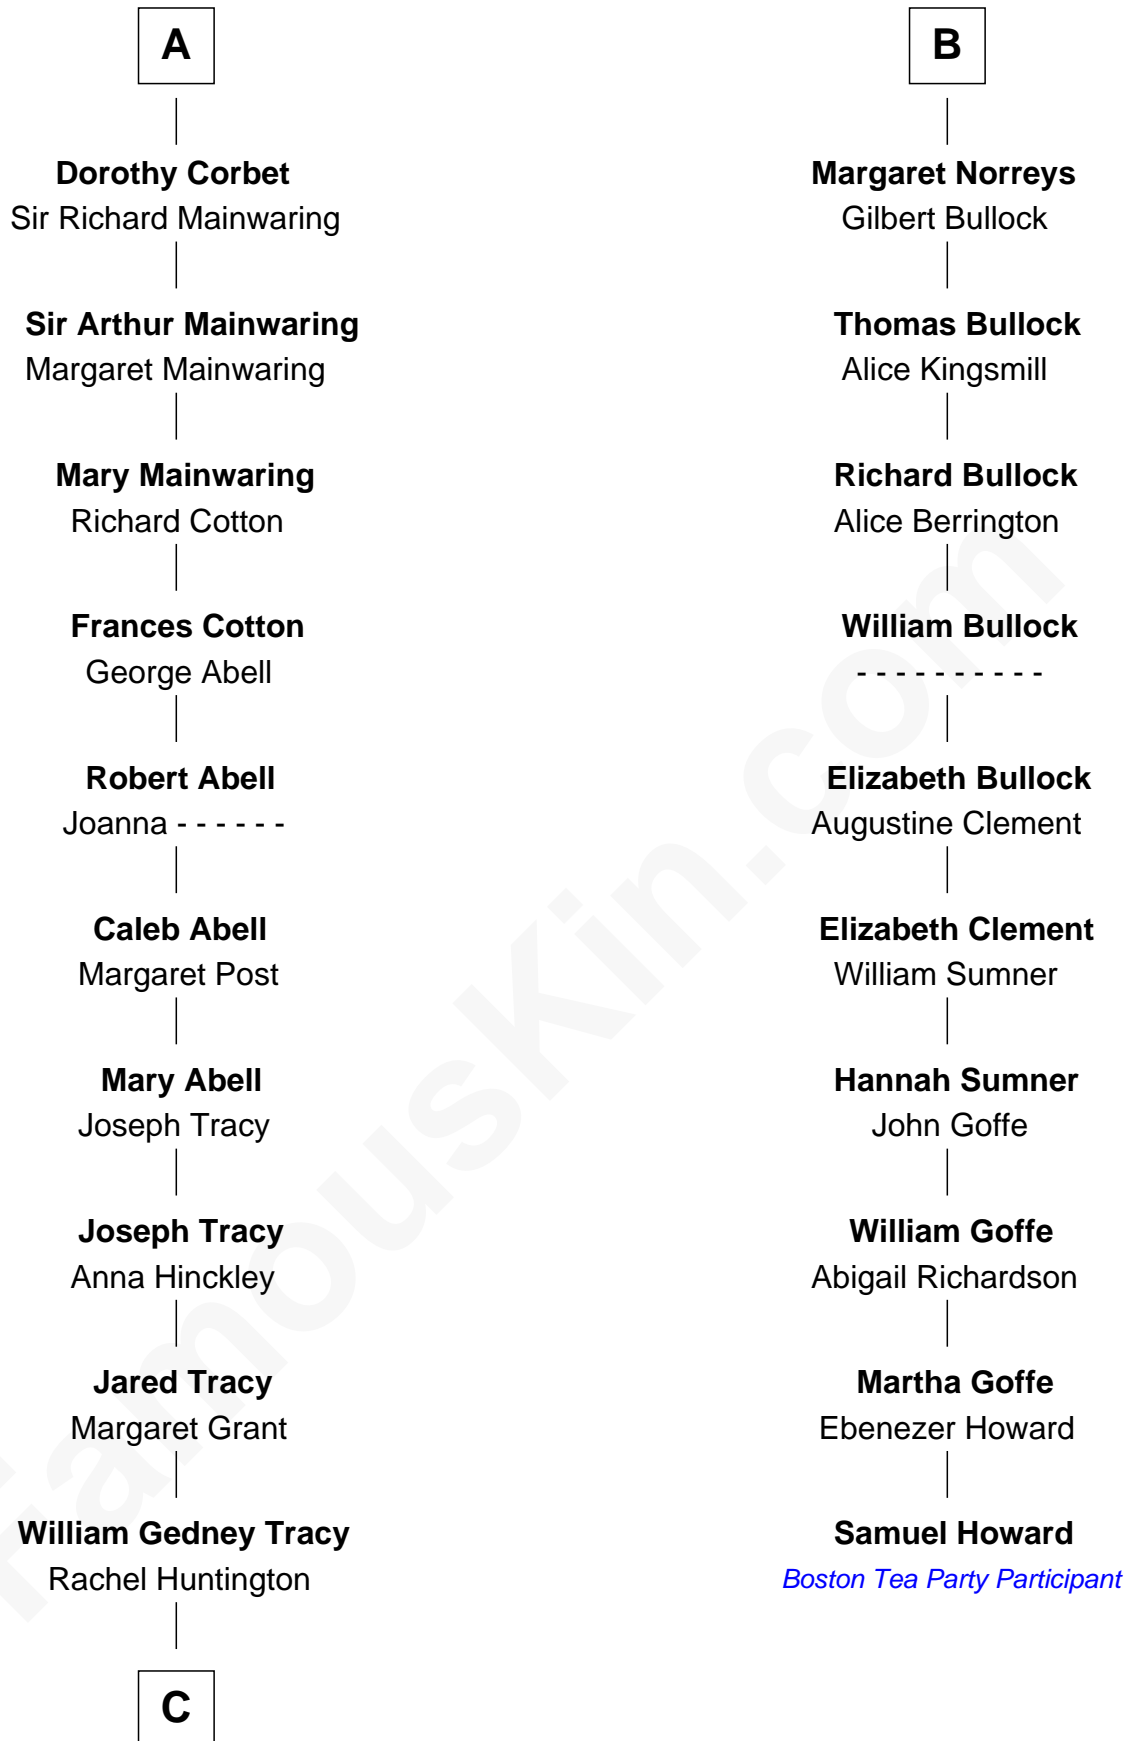 A
Dorothy Corbet
Sir Richard Mainwaring
Sir Arthur Mainwaring
Margaret Mainwaring
Mary Mainwaring
Richard Cotton
Frances Cotton
George Abell
Robert Abell
Joanna - - - - - -
Caleb Abell
Margaret Post
Mary Abell
Joseph Tracy
Joseph Tracy
Anna Hinckley
Jared Tracy
Margaret Grant
William Gedney Tracy
Rachel Huntington
C
B
Margaret Norreys
Gilbert Bullock
Thomas Bullock
Alice Kingsmill
Richard Bullock
Alice Berrington
William Bullock
- - - - - - - - - -
Elizabeth Bullock
Augustine Clement
Elizabeth Clement
William Sumner
Hannah Sumner
John Goffe
William Goffe
Abigail Richardson
Martha Goffe
Ebenezer Howard
Samuel Howard
Boston Tea Party Participant
FamousKin.com